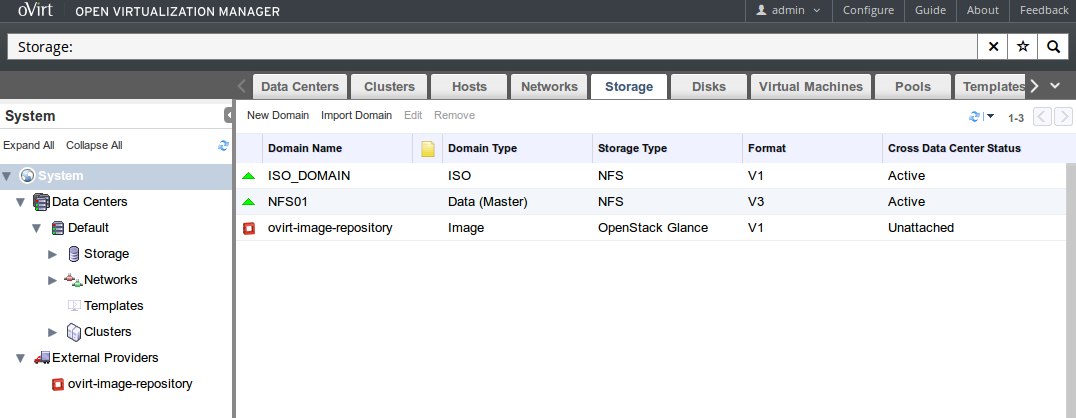 oVirt OPEN VIRTUALIZATION MANAGER admin Configure Guide About Feedback
Storage:
Data Centers Clusters Hosts Networks Storage Disks Virtual Machines Pools Templates
System
New Domain Import Domain Edit Remove 1-3
Expand All Collapse All
Domain Name Domain Type Storage Type Format Cross Data Center Status
System
ISO_DOMAIN ISO NFS V1 Active
Data Centers
NFS01 Data (Master) NFS V3 Active
Default
ovirt-image-repository Image OpenStack Glance V1 Unattached
Storage
Networks
Templates
Clusters
External Providers
ovirt-image-repository